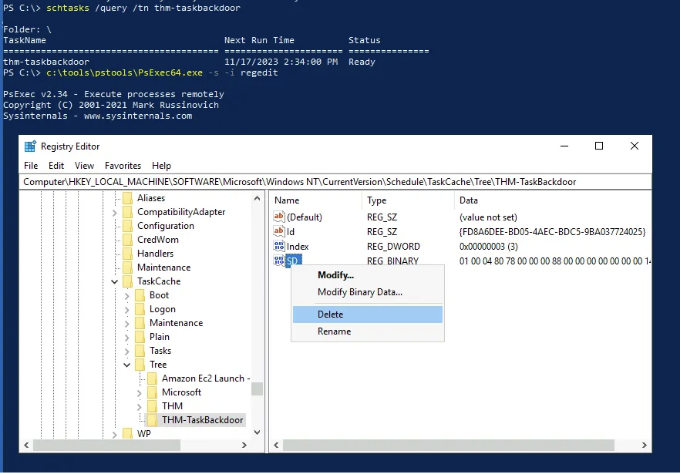 PS C:\> schtasks /query /tn thm-taskbackdoor
Folder: \
TaskName Next Run Time Status
======================================== ====================== ===============
thm-taskbackdoor 11/17/2023 2:34:00 PM Ready
PS C:\> c:\tools\pstools\PsExec64.exe -s -i regedit
PsExec v2.34 - Execute processes remotely
Copyright (C) 2001-2021 Mark Russinovich
Sysinternals - www.sysinternals.com
Registry Editor
File Edit View Favorites Help
Computer\HKEY_LOCAL_MACHINE\SOFTWARE\Microsoft\Windows NT\CurrentVersion\Schedule\TaskCache\Tree\THM-TaskBackdoor
Aliases
CompatibilityAdapter
Configuration
CredWom
Handlers
Maintenance
TaskCache
Boot
Logon
Maintenance
Plain
Tasks
Tree
Amazon Ec2 Launch -
Microsoft
THM
THM-TaskBackdoor
WP
Name Type Data
(Default) REG_SZ (value not set)
Id REG_SZ {FD8A6DEE-BD05-4AEC-BDC5-9BA037724025}
Index REG_DWORD 0x00000003 (3)
SD REG_BINARY 01 00 04 80 78 00 00 00 88 00 00 00 00 00 00 00 14
Modify...
Modify Binary Data...
Delete
Rename